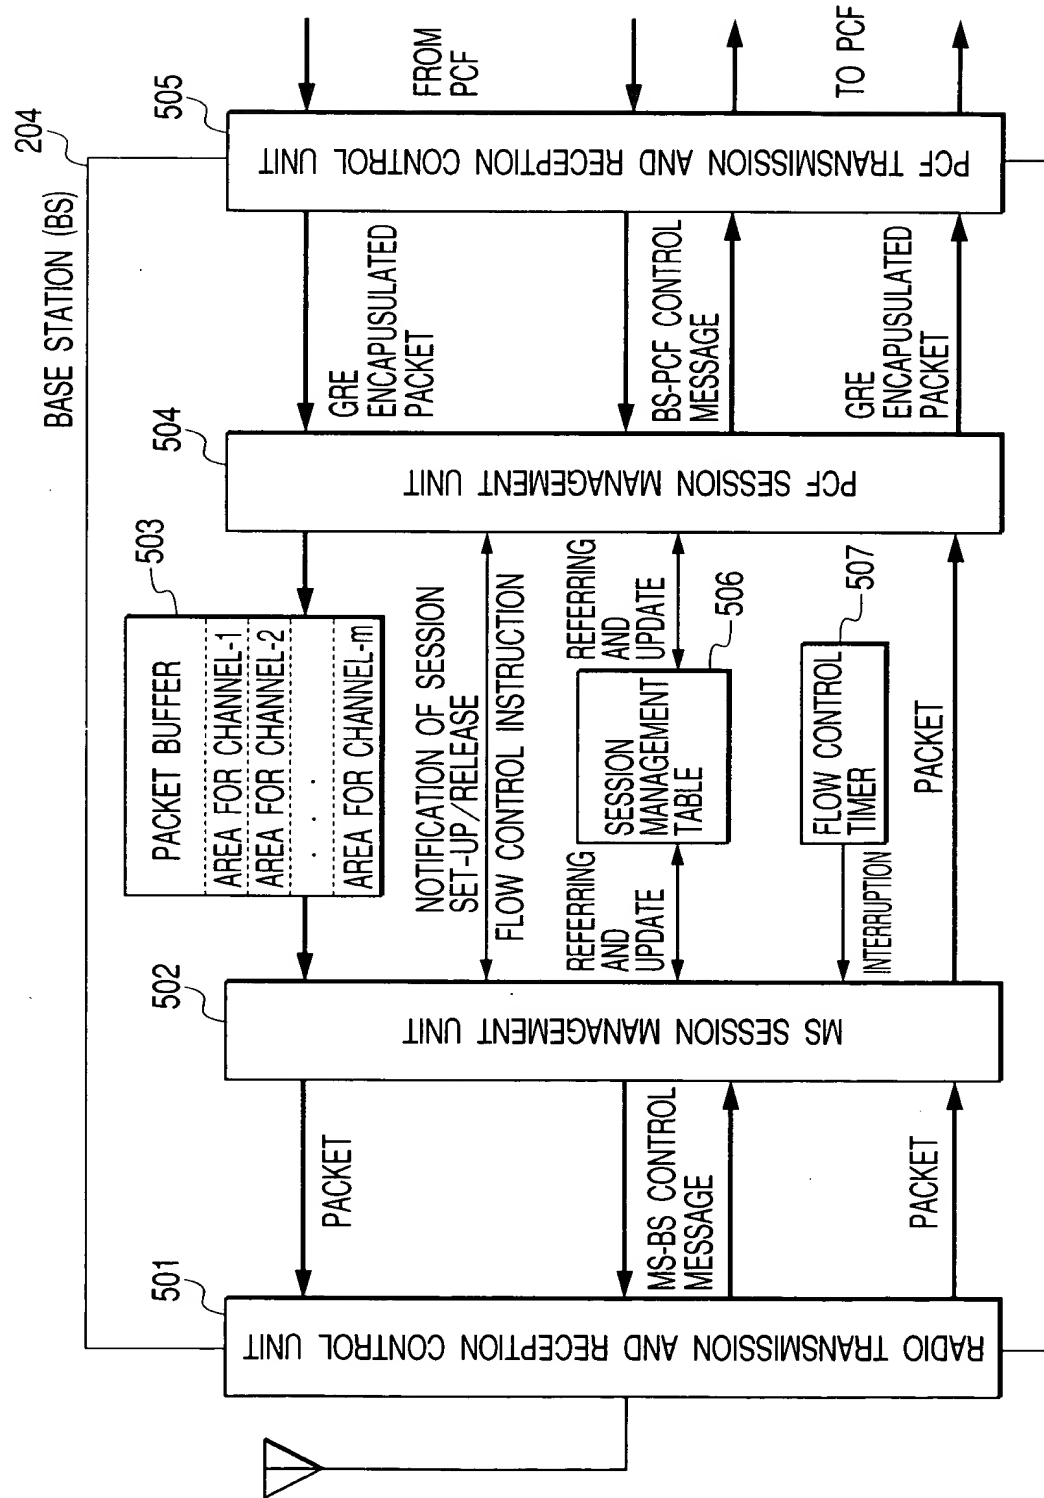 204
BASE STATION (BS)
501
RADIO TRANSMISSION AND RECEPTION CONTROL UNIT
PACKET
MS-BS CONTROL
MESSAGE
PACKET
502
MS SESSION MANAGEMENT UNIT
503
PACKET BUFFER
AREA FOR CHANNEL-1
AREA FOR CHANNEL-2
. . .
AREA FOR CHANNEL-m
NOTIFICATION OF SESSION
SET-UP/RELEASE
FLOW CONTROL INSTRUCTION
REFERRING
AND
UPDATE
SESSION
MANAGEMENT
TABLE
506
REFERRING
AND
UPDATE
INTERRUPTION
FLOW CONTROL
TIMER
507
PACKET
504
PCF SESSION MANAGEMENT UNIT
GRE
ENCAPUSULATED
PACKET
BS-PCF CONTROL
MESSAGE
GRE
ENCAPUSULATED
PACKET
505
PCF TRANSMISSION AND RECEPTION CONTROL UNIT
FROM
PCF
TO PCF